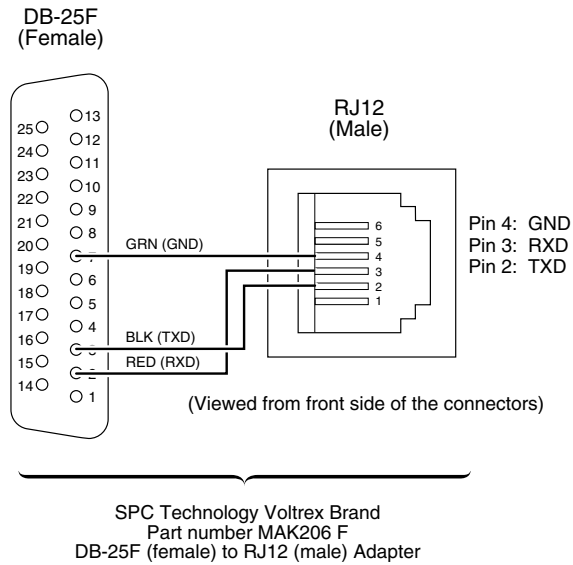 DB-25F
(Female)
13
25
12
24
11
23
10
22
9
21
8
20
7
19
6
18
5
17
4
16
3
15
2
14
1
GRN (GND)
BLK (TXD)
RED (RXD)
RJ12
(Male)
6
5
4
3
2
1
Pin 4: GND
Pin 3: RXD
Pin 2: TXD
(Viewed from front side of the connectors)
SPC Technology Voltrex Brand
Part number MAK206 F
DB-25F (female) to RJ12 (male) Adapter